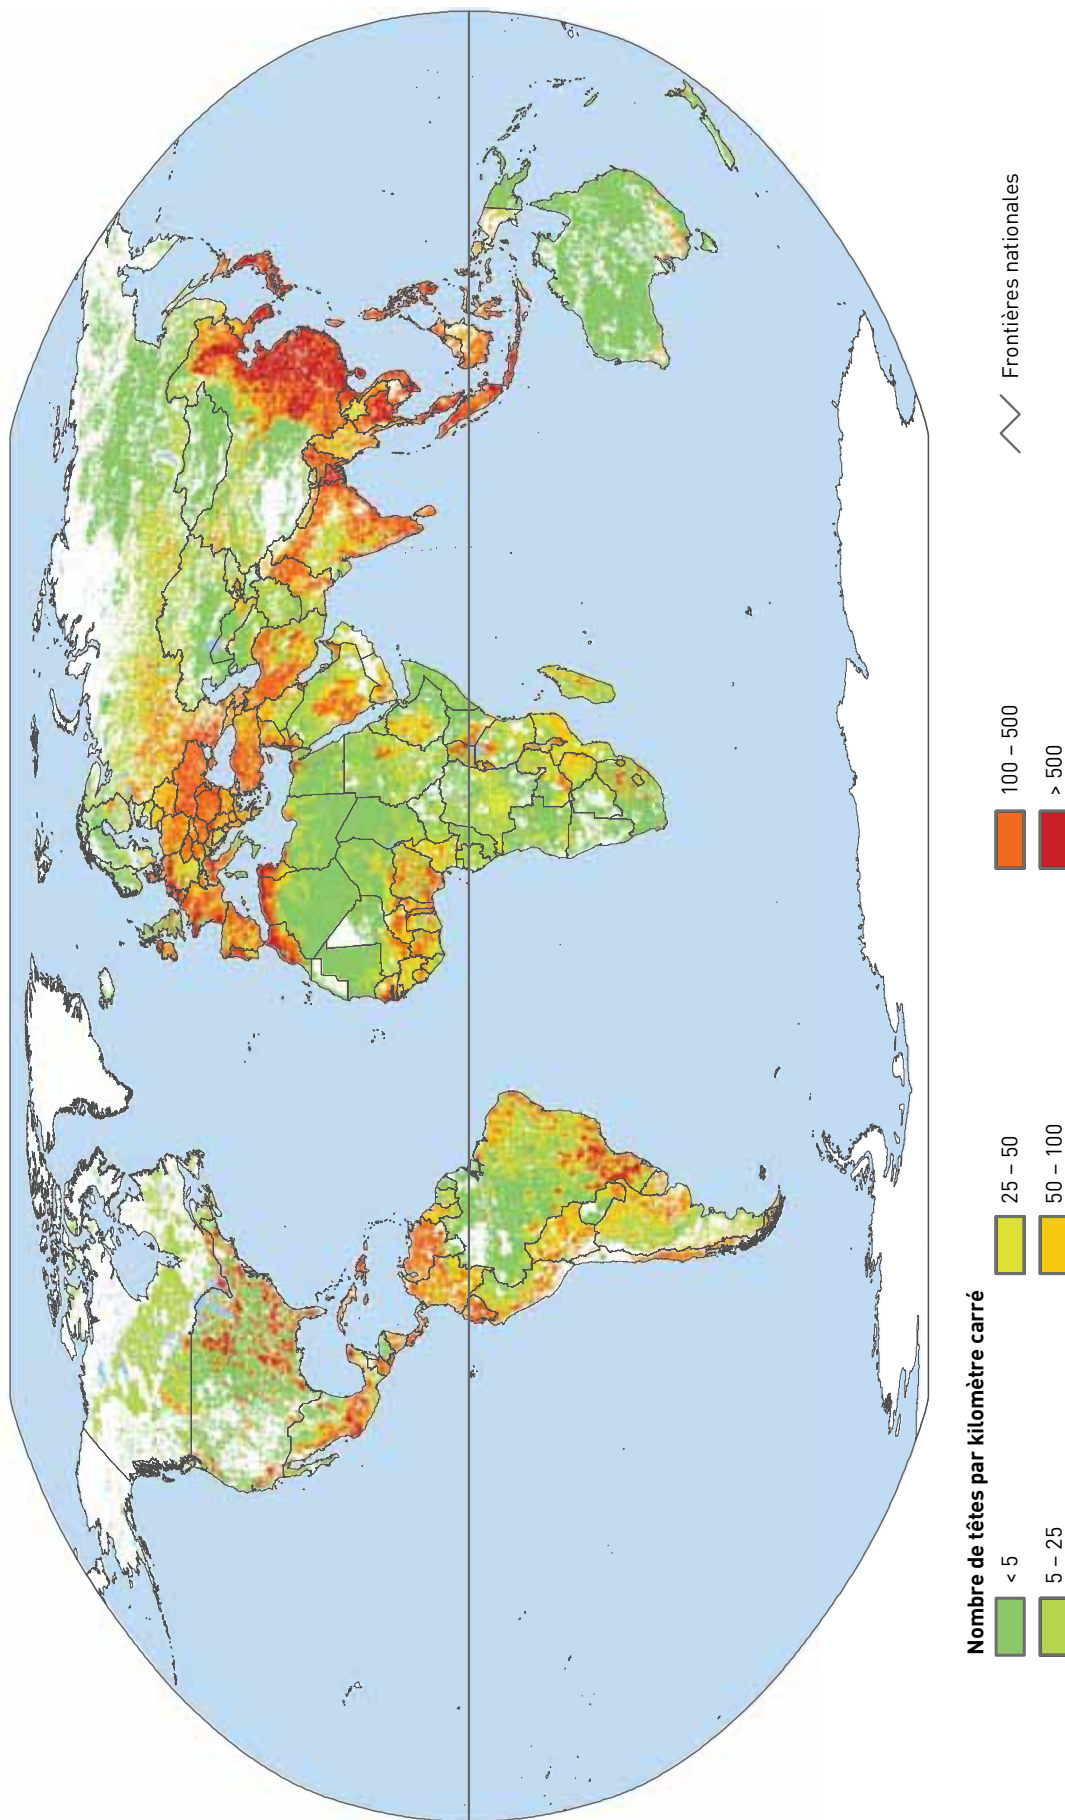 Nombre de têtes par kilomètre carré
< 5
5 – 25
25 – 50
50 – 100
100 – 500
> 500
Frontières nationales